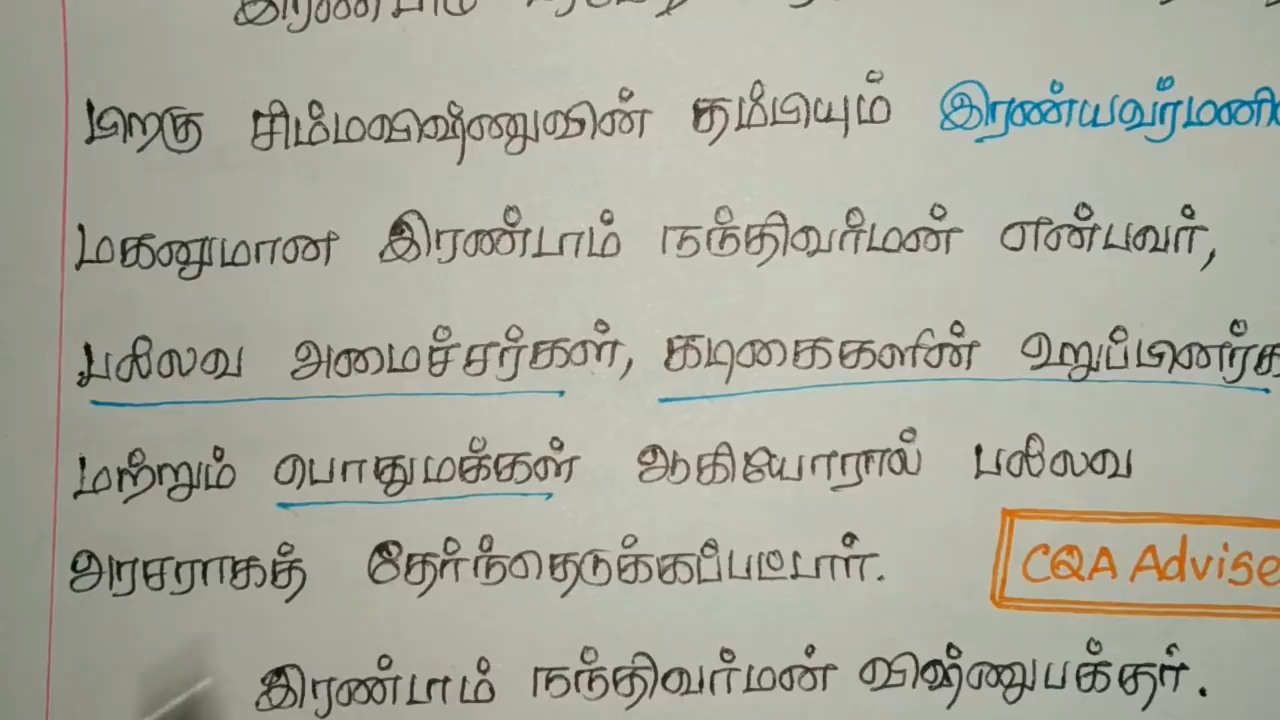 பிறகு சிம்மவிஷ்ணுவின் தம்பியும் இரண்யவர்மனி
மகனுமான இரண்டாம் நந்திவர்மன் என்பவர்,
பல்லவ அமைச்சர்கள், கடிகைகளின் உறுப்பினர்க
மற்றும் பொதுமக்கள் ஆகியோரால் பல்லவ
அரசராகத் தேர்ந்தெடுக்கப்பட்டார்.
CQA Advise
இரண்டாம் நந்திவர்மன் விஷ்ணுபக்தர்.